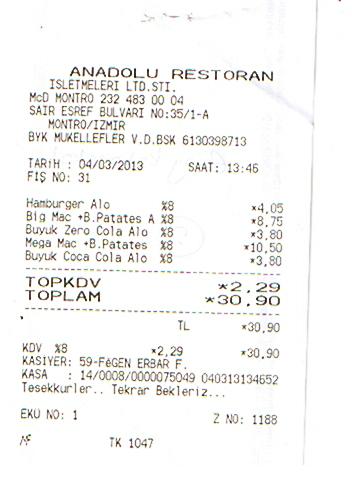 ANADOLU RESTORAN
ISLETMELERI LTD.STI.
McD MONTRO 232 483 00 04
SAIR ESREF BULVARI NO:35/1-A
MONTRO/IZMIR
BYK MUKELLEFLER V.D.BSK 6130398713
TARiH : 04/03/2013 SAAT: 13:46
FiŞ NO: 31
Hamburger Alo %8 *4,05
Big Mac +B.Patates A %8 *8,75
Buyuk Zero Cola Alo %8 *3,80
Mega Mac +B.Patates %8 *10,50
Buyuk Coca Cola Alo %8 *3,80
TOPKDV *2,29
TOPLAM *30,90
TL *30,90
KDV %8 *2,29 *30,90
KASIYER: 59-FéGEN ERBAR F.
KASA : 14/0008/0000075049 040313134652
Tesekkurler.. Tekrar Bekleriz...
EKU NO: 1 Z NO: 1188
TK 1047